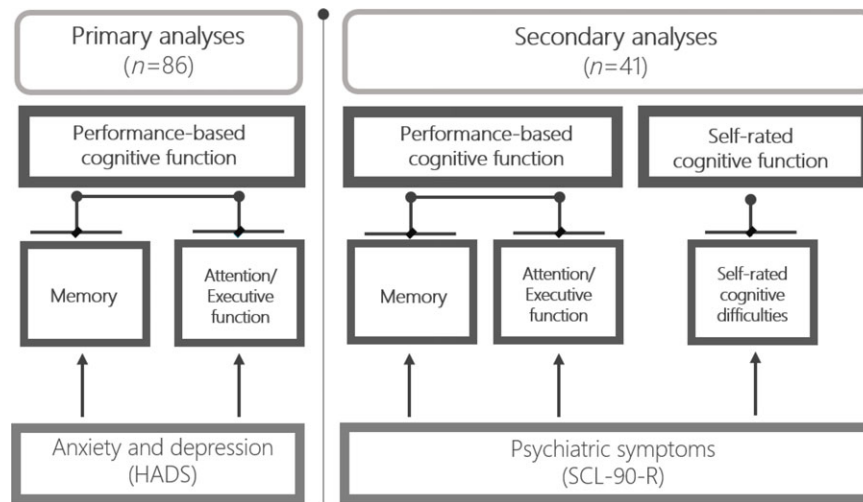 Primary analyses
(n=86)
Performance-based
cognitive function
Memory
Attention/
Executive
function
Anxiety and depression
(HADS)
Secondary analyses
(n=41)
Performance-based
cognitive function
Self-rated
cognitive function
Memory
Attention/
Executive
function
Self-rated
cognitive
difficulties
Psychiatric symptoms
(SCL-90-R)